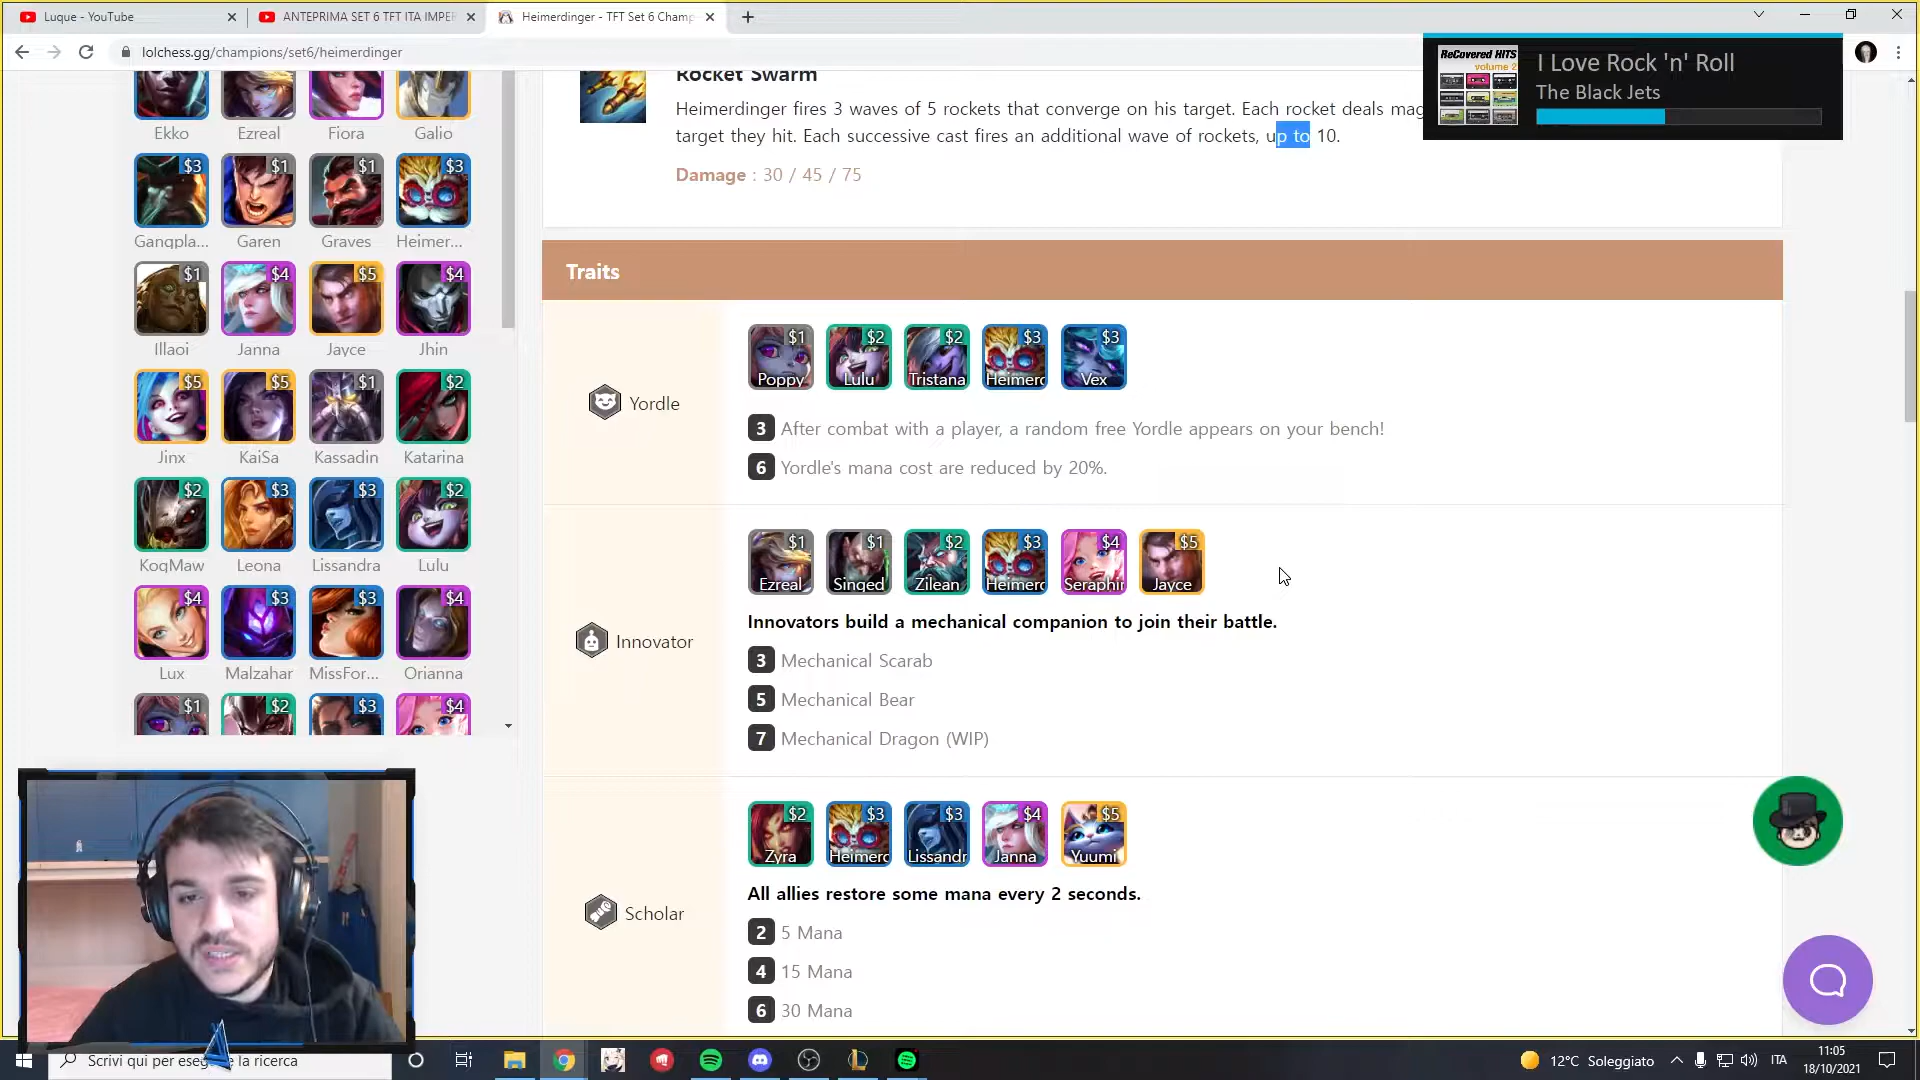 Luque - YouTube
ANTEPRIMA SET 6 TFT ITA IMPER
Heimerdinger - TFT Set 6 Champ
lolchess.gg/champions/set6/heimerdinger
ReCovered HITS
volume 2
I Love Rock 'n' Roll
The Black Jets
Ekko
Ezreal
Fiora
Galio
$3
$1
$1
$3
Gangpla...
Garen
Graves
Heimer...
$1
$4
$5
$4
Illaoi
Janna
Jayce
Jhin
$5
$5
$1
$2
Jinx
KaiSa
Kassadin
Katarina
$2
$3
$3
$2
KogMaw
Leona
Lissandra
Lulu
$4
$3
$3
$4
Lux
Malzahar
MissFor...
Orianna
$1
$2
$3
$4
Rocket Swarm
Heimerdinger fires 3 waves of 5 rockets that converge on his target. Each rocket deals mag
target they hit. Each successive cast fires an additional wave of rockets, up to 10.
Damage : 30 / 45 / 75
Traits
Yordle
$1
$2
$2
$3
$3
Poppy
Lulu
Tristana
Heimerd
Vex
3 After combat with a player, a random free Yordle appears on your bench!
6 Yordle's mana cost are reduced by 20%.
Innovator
$1
$1
$2
$3
$4
$5
Ezreal
Singed
Zilean
Heimerd
Seraphin
Jayce
Innovators build a mechanical companion to join their battle.
3 Mechanical Scarab
5 Mechanical Bear
7 Mechanical Dragon (WIP)
Scholar
$2
$3
$3
$4
$5
Zyra
Heimerd
Lissandr
Janna
Yuumi
All allies restore some mana every 2 seconds.
2 5 Mana
4 15 Mana
6 30 Mana
Scrivi qui per eseg e la ricerca
12°C Soleggiato
ITA
11:05
18/10/2021